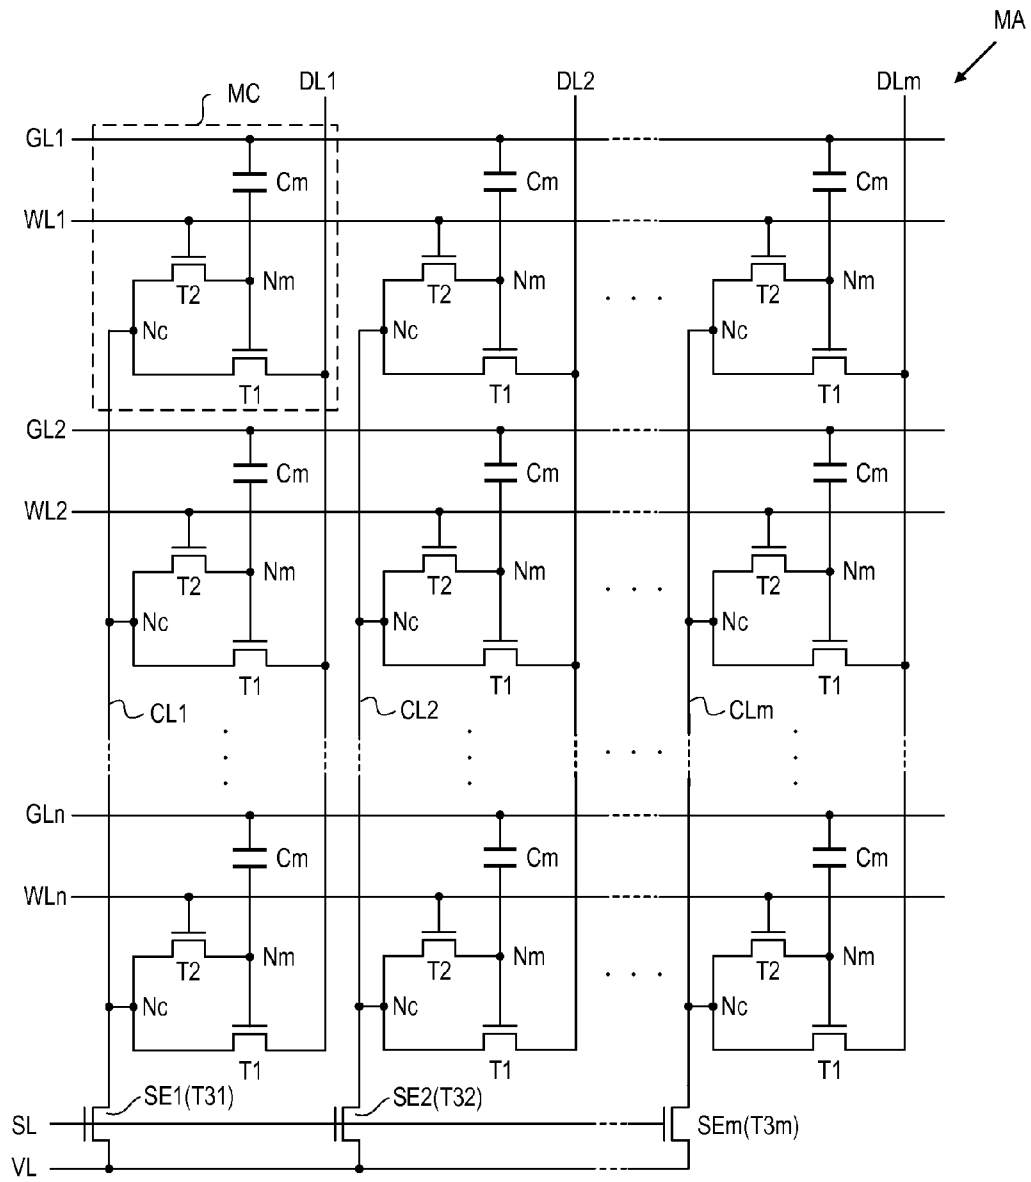 MA
DL1 DL2 DLm
MC
GL1
Cm Cm Cm
WL1
T2 Nm T2 Nm T2 Nm
. . .
Nc Nc Nc
T1 T1 T1
GL2
Cm Cm Cm
WL2
T2 Nm T2 Nm T2 Nm
. . .
Nc Nc Nc
T1 T1 T1
CL1 CL2 CLm
. . .
GLn
Cm Cm Cm
WLn
T2 Nm T2 Nm T2 Nm
. . .
Nc Nc Nc
T1 T1 T1
SE1(T31) SE2(T32)
SL SEm(T3m)
VL